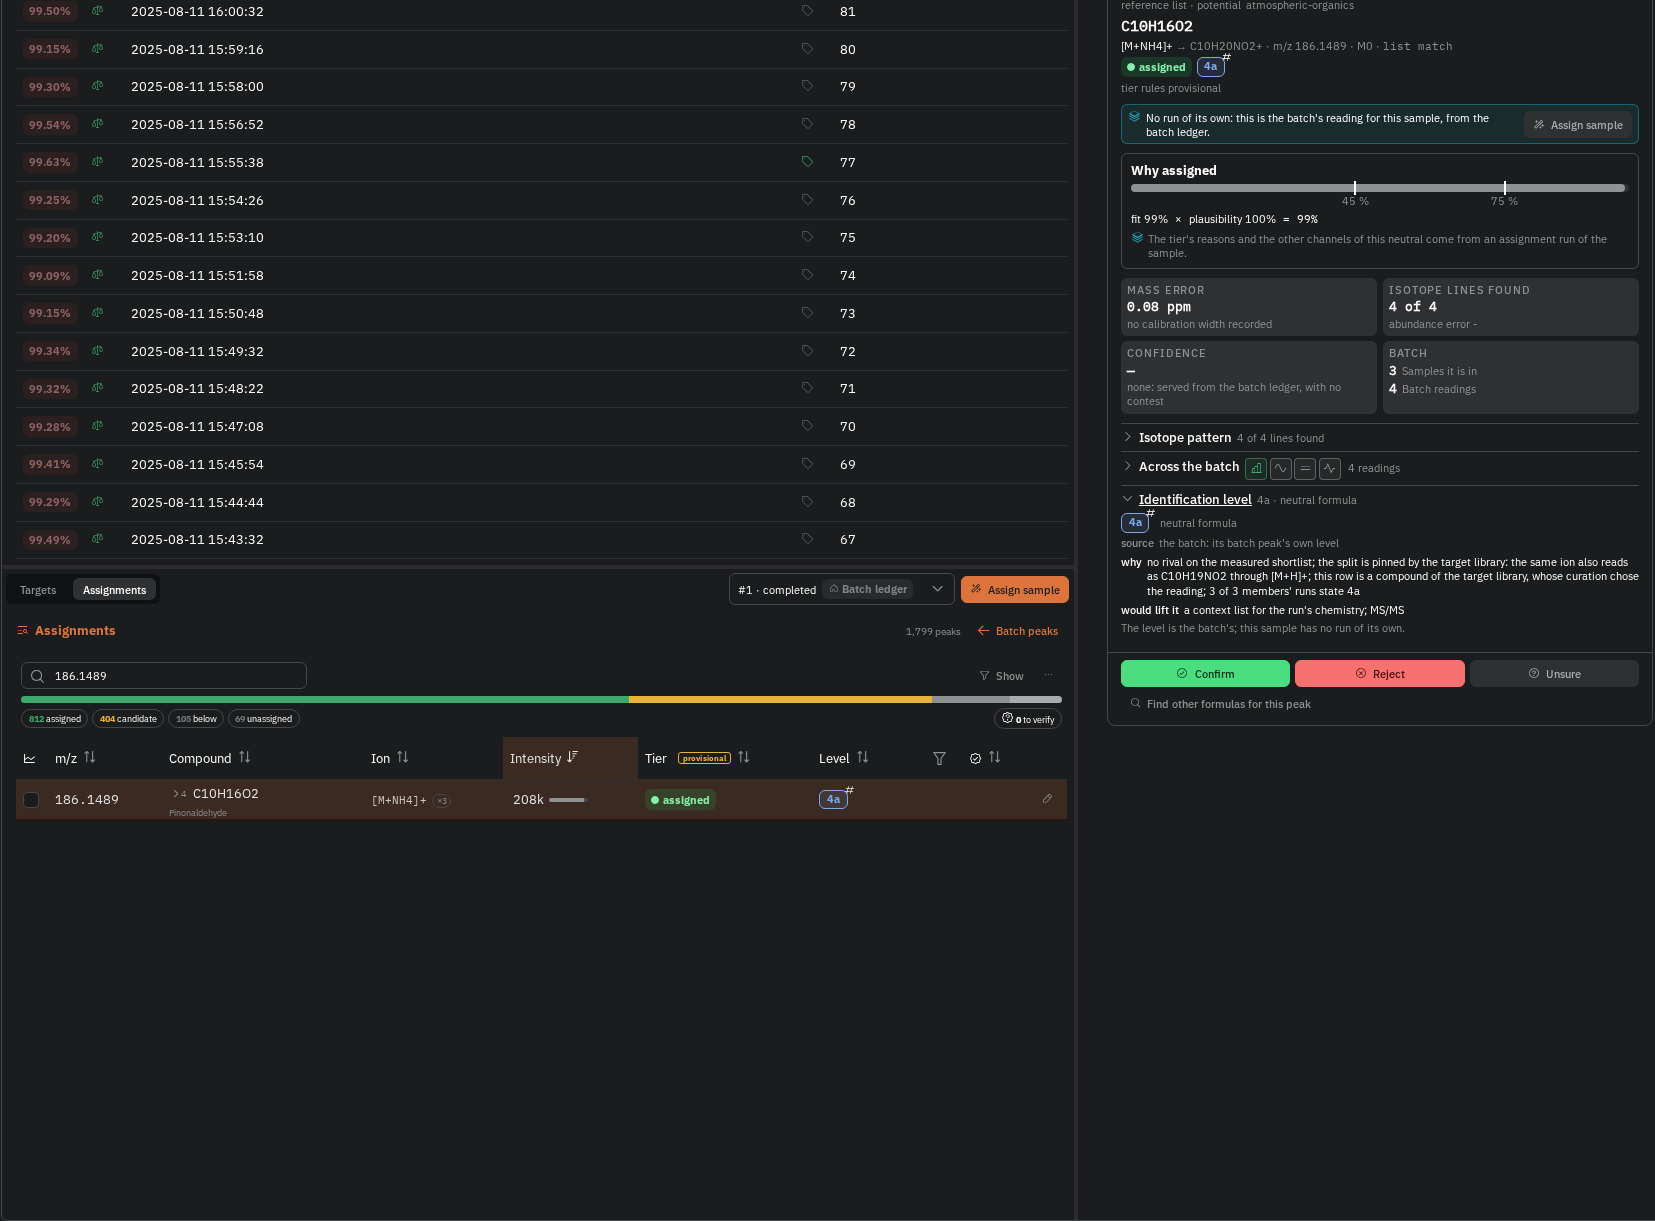 99.50% 2025-08-11 16:00:32 81
99.15% 2025-08-11 15:59:16 80
99.30% 2025-08-11 15:58:00 79
99.54% 2025-08-11 15:56:52 78
99.63% 2025-08-11 15:55:38 77
99.25% 2025-08-11 15:54:26 76
99.20% 2025-08-11 15:53:10 75
99.09% 2025-08-11 15:51:58 74
99.15% 2025-08-11 15:50:48 73
99.34% 2025-08-11 15:49:32 72
99.32% 2025-08-11 15:48:22 71
99.28% 2025-08-11 15:47:08 70
99.41% 2025-08-11 15:45:54 69
99.29% 2025-08-11 15:44:44 68
99.49% 2025-08-11 15:43:32 67
Targets Assignments #1 · completed Batch ledger Assign sample
Assignments 1,799 peaks ← Batch peaks
186.1489 Show ...
812 assigned 404 candidate 105 below 69 unassigned 0 to verify
m/z Compound Ion Intensity Tier provisional Level
186.1489 >4 C10H16O2 [M+NH4]+ ×3 208k assigned 4a #
Pinonaldehyde
reference list · potential atmospheric-organics
C10H16O2
[M+NH4]+ → C10H20NO2+ · m/z 186.1489 · M0 · list match
assigned 4a #
tier rules provisional
No run of its own: this is the batch's reading for this sample, from the
batch ledger.
Assign sample
Why assigned
45 % 75 %
fit 99% × plausibility 100% = 99%
The tier's reasons and the other channels of this neutral come from an assignment run of the
sample.
MASS ERROR
0.08 ppm
no calibration width recorded
ISOTOPE LINES FOUND
4 of 4
abundance error -
CONFIDENCE
–
none: served from the batch ledger, with no
contest
BATCH
3 Samples it is in
4 Batch readings
Isotope pattern 4 of 4 lines found
Across the batch 4 readings
Identification level 4a · neutral formula
4a # neutral formula
source the batch: its batch peak's own level
why no rival on the measured shortlist; the split is pinned by the target library: the same ion also reads
as C10H19NO2 through [M+H]+; this row is a compound of the target library, whose curation chose
the reading; 3 of 3 members' runs state 4a
would lift it a context list for the run's chemistry; MS/MS
The level is the batch's; this sample has no run of its own.
Confirm Reject Unsure
Find other formulas for this peak